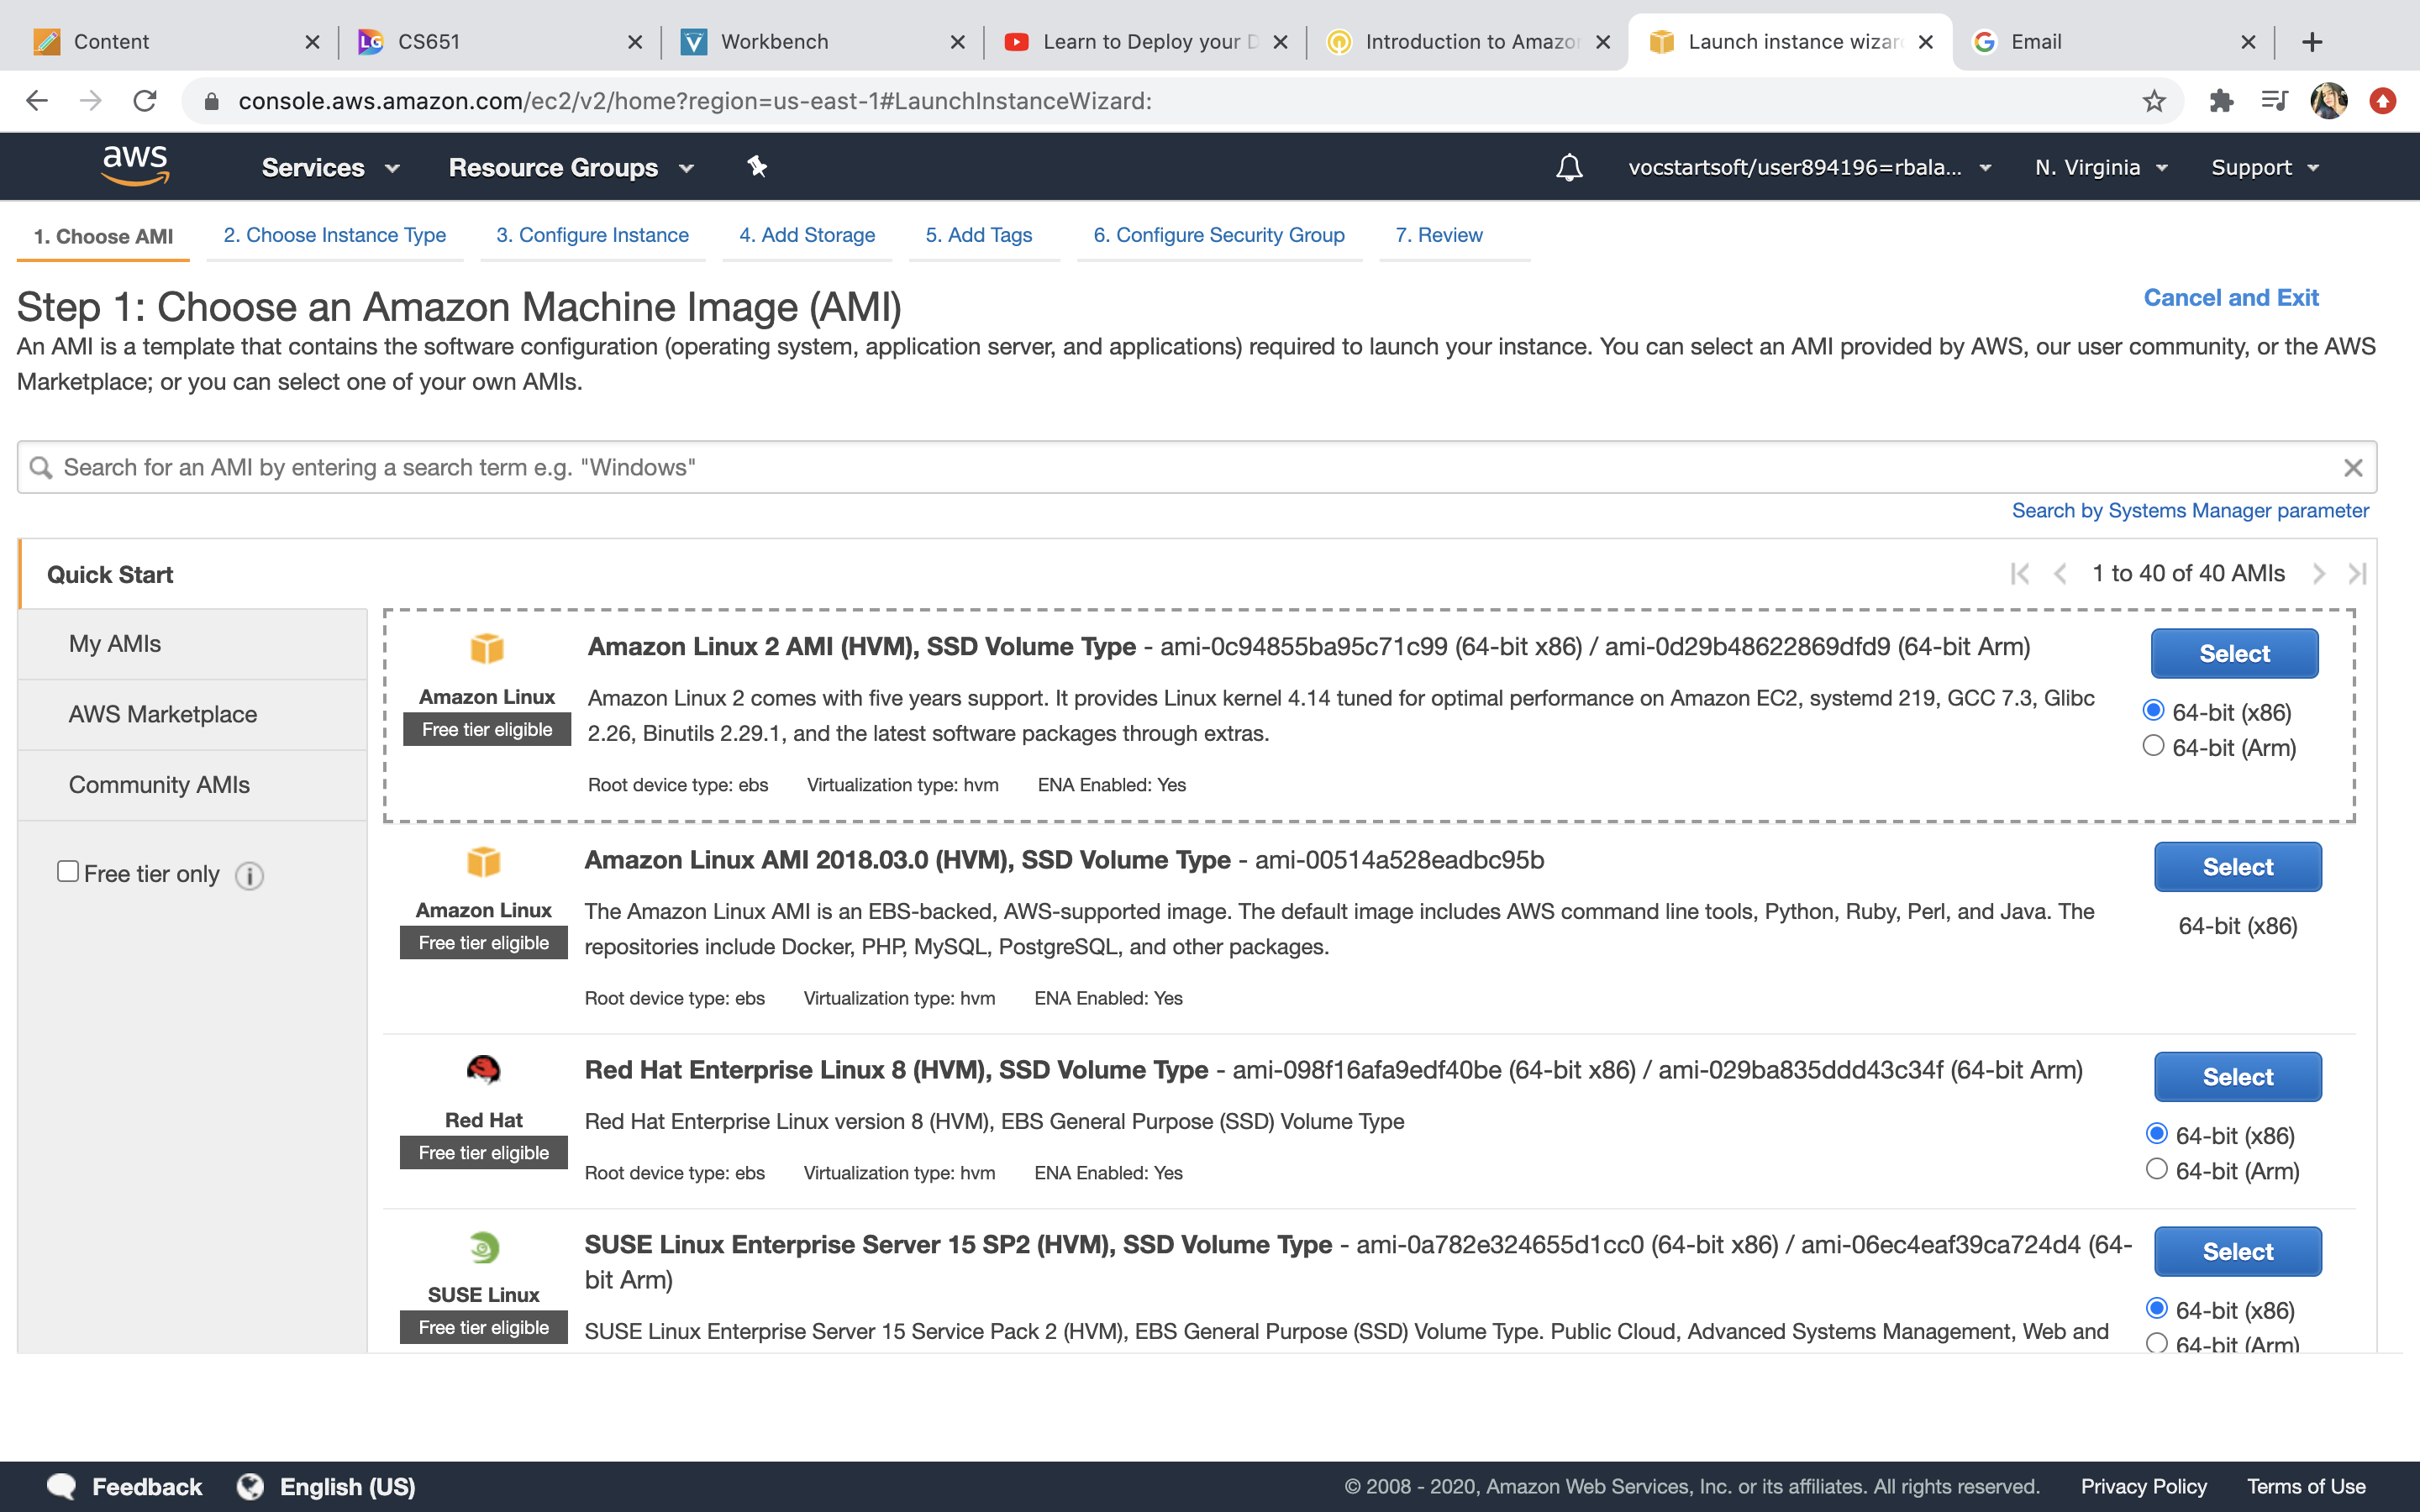 Content
CS651
Workbench
Learn to Deploy your D
Introduction to Amazon
Launch instance wizard
Email
console.aws.amazon.com/ec2/v2/home?region=us-east-1#LaunchInstanceWizard:
aws
Services
Resource Groups
vocstartsoft/user894196=rbala...
N. Virginia
Support
1. Choose AMI
2. Choose Instance Type
3. Configure Instance
4. Add Storage
5. Add Tags
6. Configure Security Group
7. Review
Step 1: Choose an Amazon Machine Image (AMI)
Cancel and Exit
An AMI is a template that contains the software configuration (operating system, application server, and applications) required to launch your instance. You can select an AMI provided by AWS, our user community, or the AWS
Marketplace; or you can select one of your own AMIs.
Search for an AMI by entering a search term e.g. "Windows"
Search by Systems Manager parameter
Quick Start
1 to 40 of 40 AMIs
My AMIs
AWS Marketplace
Community AMIs
Free tier only
Amazon Linux
Free tier eligible
Amazon Linux 2 AMI (HVM), SSD Volume Type - ami-0c94855ba95c71c99 (64-bit x86) / ami-0d29b48622869dfd9 (64-bit Arm)
Amazon Linux 2 comes with five years support. It provides Linux kernel 4.14 tuned for optimal performance on Amazon EC2, systemd 219, GCC 7.3, Glibc
2.26, Binutils 2.29.1, and the latest software packages through extras.
Root device type: ebs Virtualization type: hvm ENA Enabled: Yes
Select
64-bit (x86)
64-bit (Arm)
Amazon Linux
Free tier eligible
Amazon Linux AMI 2018.03.0 (HVM), SSD Volume Type - ami-00514a528eadbc95b
The Amazon Linux AMI is an EBS-backed, AWS-supported image. The default image includes AWS command line tools, Python, Ruby, Perl, and Java. The
repositories include Docker, PHP, MySQL, PostgreSQL, and other packages.
Root device type: ebs Virtualization type: hvm ENA Enabled: Yes
Select
64-bit (x86)
Red Hat
Free tier eligible
Red Hat Enterprise Linux 8 (HVM), SSD Volume Type - ami-098f16afa9edf40be (64-bit x86) / ami-029ba835ddd43c34f (64-bit Arm)
Red Hat Enterprise Linux version 8 (HVM), EBS General Purpose (SSD) Volume Type
Root device type: ebs Virtualization type: hvm ENA Enabled: Yes
Select
64-bit (x86)
64-bit (Arm)
SUSE Linux
Free tier eligible
SUSE Linux Enterprise Server 15 SP2 (HVM), SSD Volume Type - ami-0a782e324655d1cc0 (64-bit x86) / ami-06ec4eaf39ca724d4 (64-
bit Arm)
SUSE Linux Enterprise Server 15 Service Pack 2 (HVM), EBS General Purpose (SSD) Volume Type. Public Cloud, Advanced Systems Management, Web and
Select
64-bit (x86)
64-bit (Arm)
Feedback
English (US)
© 2008 - 2020, Amazon Web Services, Inc. or its affiliates. All rights reserved.
Privacy Policy
Terms of Use